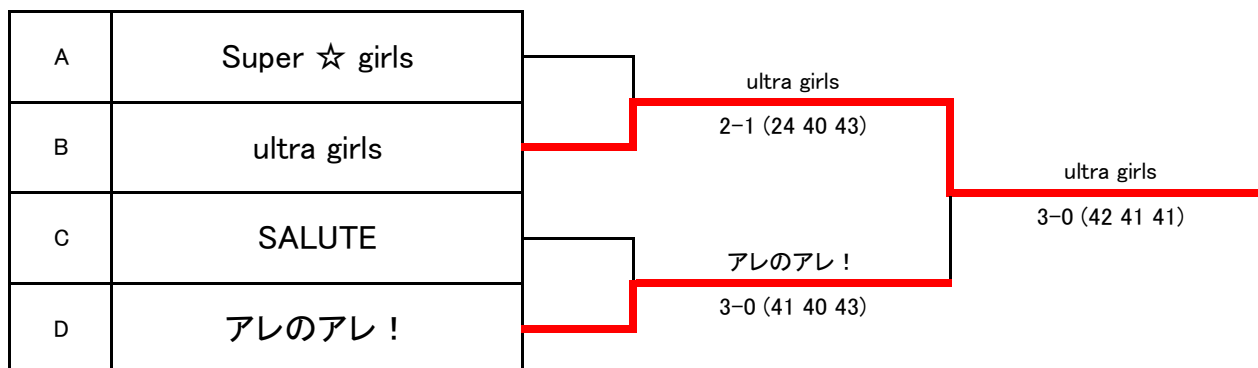 A
Super ☆ girls
B
ultra girls
C
SALUTE
D
アレのアレ！
ultra girls
2-1 (24 40 43)
アレのアレ！
3-0 (41 40 43)
ultra girls
3-0 (42 41 41)